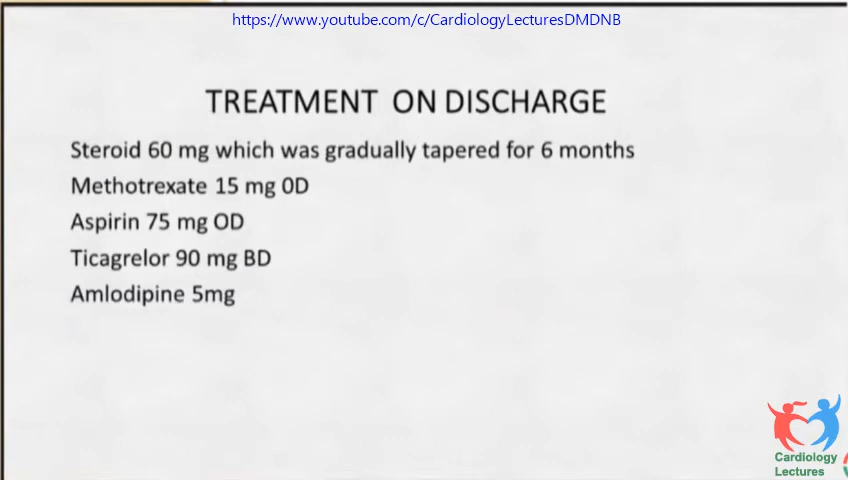 https://www.youtube.com/c/CardiologyLecturesDMDNB
TREATMENT ON DISCHARGE
Steroid 60 mg which was gradually tapered for 6 months
Methotrexate 15 mg 0D
Aspirin 75 mg OD
Ticagrelor 90 mg BD
Amlodipine 5mg
Cardiology
Lectures